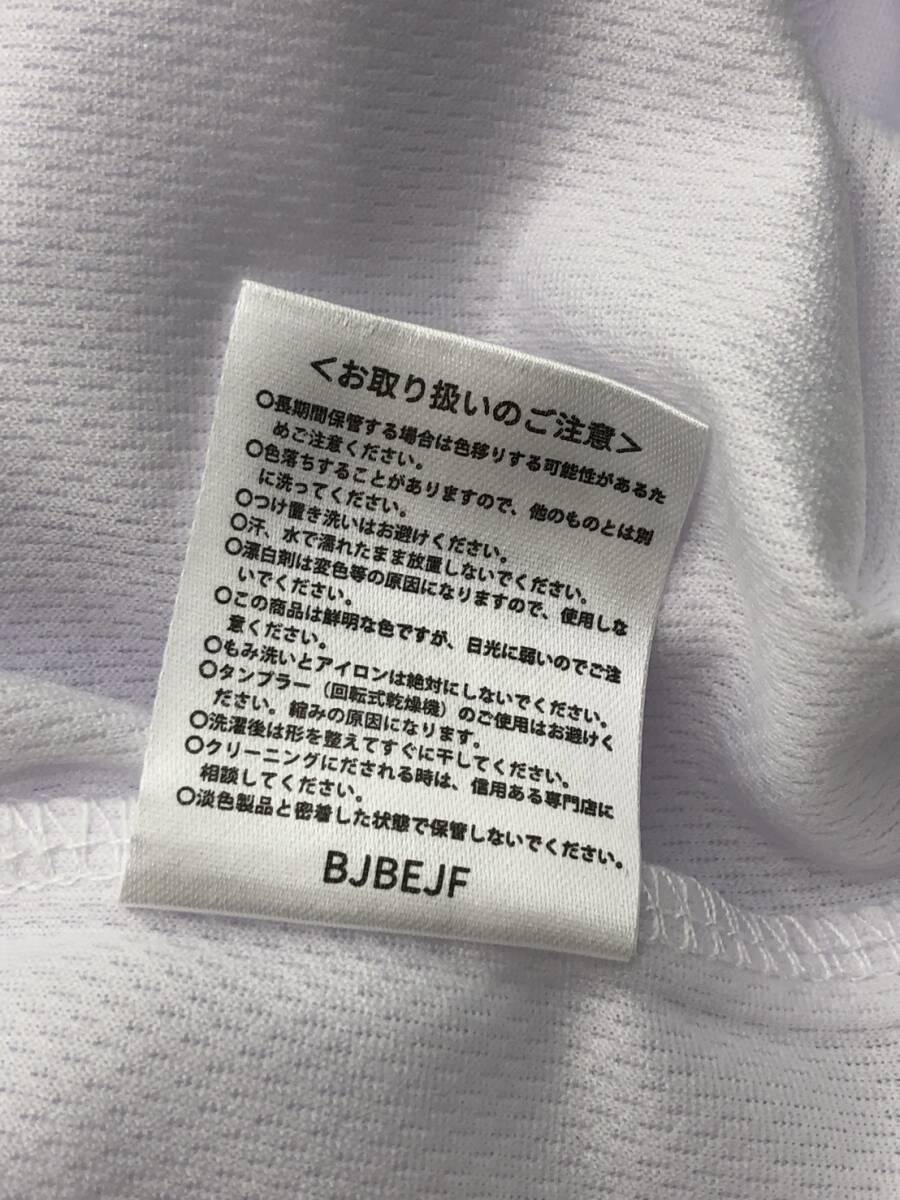 ＜お取り扱いのご注意＞
○長期間保管する場合は色移りする可能性があるた
めご注意ください。
○色落ちすることがありますので、他のものとは別
に洗ってください。
○つけ置き洗いはお避けください。
○汗、水で濡れたまま放置しないでください。
○漂白剤は変色等の原因になりますので、使用しな
いでください。
○この商品は鮮明な色ですが、日光に弱いのでご注
意ください。
○もみ洗いとアイロンは絶対にしないでください。
○タンブラー（回転式乾燥機）のご使用はお避けく
ださい。縮みの原因になります。
○洗濯後は形を整えてすぐに干してください。
○クリーニングにだされる時は、信用ある専門店に
相談してください。
○淡色製品と密着した状態で保管しないでください。
BJBEJF